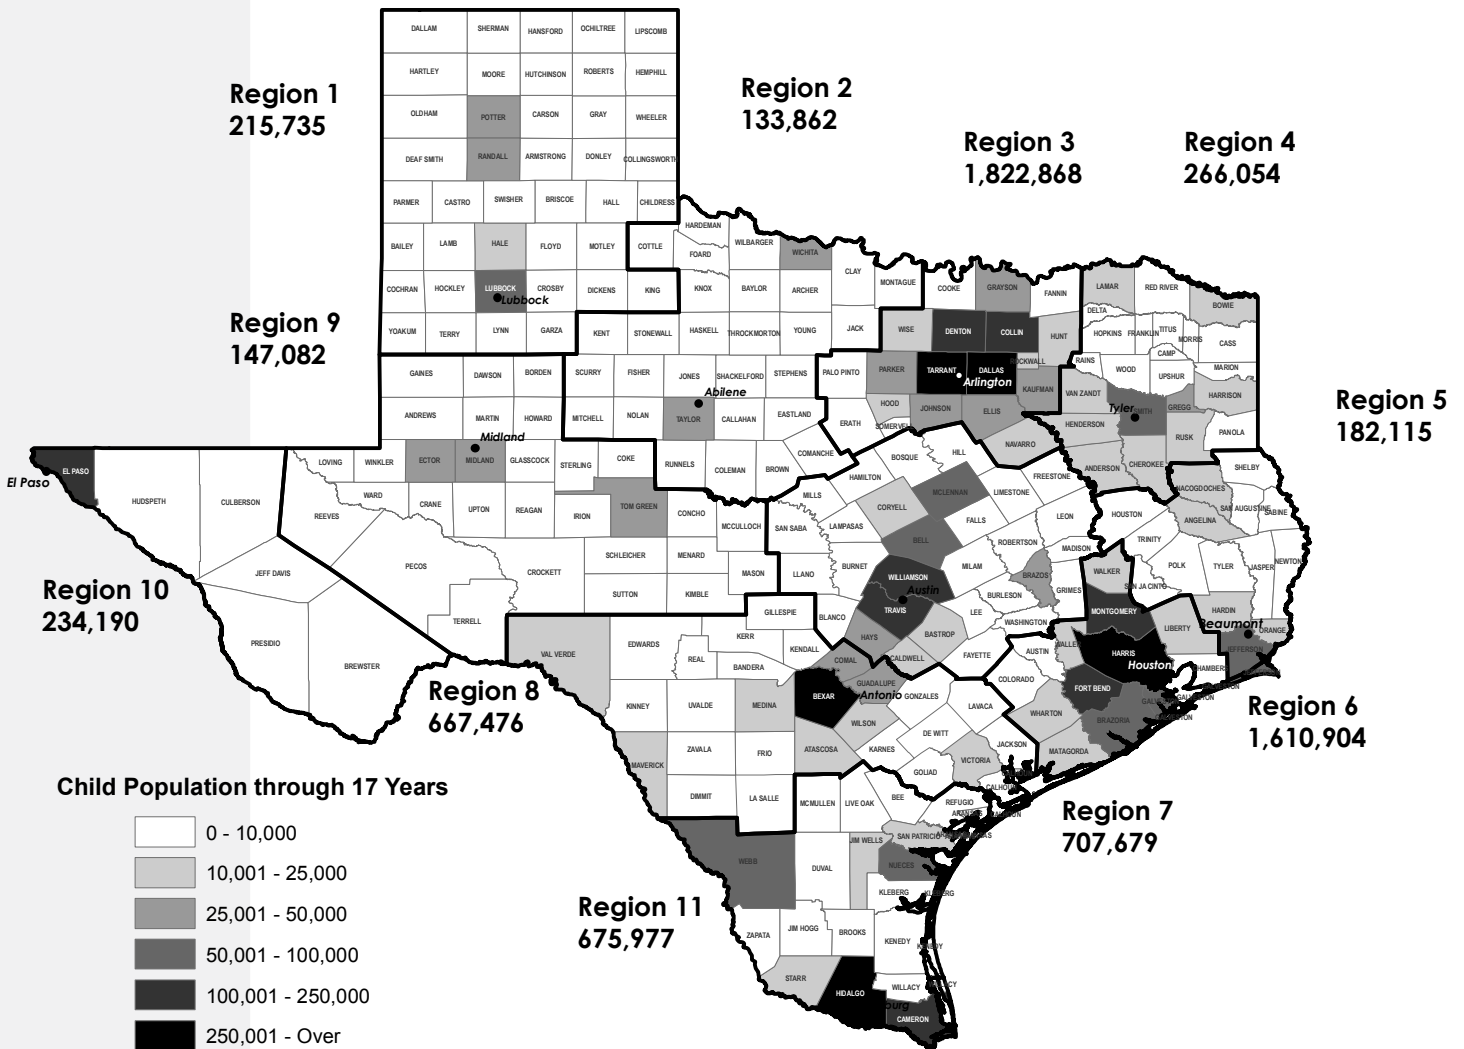 DALLAM SHERMAN HANSFORD OCHILTREE LIPSCOMB
HARTLEY MOORE HUTCHINSON ROBERTS HEMPHILL
Region 1
215,735
Region 2
133,862
OLDHAM POTTER CARSON GRAY WHEELER
Region 3
1,822,868
Region 4
266,054
DEAF SMITH RANDALL ARMSTRONG DONLEY COLLINGSWORTH
PARMER CASTRO SWISHER BRISCOE HALL CHILDRESS
HARDEMAN
BAILEY LAMB HALE FLOYD MOTLEY COTTLE FOARD WILBARGER WICHITA
CLAY MONTAGUE COOKE GRAYSON FANNIN LAMAR RED RIVER BOWIE
COCHRAN HOCKLEY LUBBOCK CROSBY DICKENS KING KNOX BAYLOR ARCHER
Lubbock
DELTA
Region 9
147,082
YOAKUM TERRY LYNN GARZA KENT STONEWALL HASKELL THROCKMORTON YOUNG JACK WISE DENTON COLLIN HUNT HOPKINS FRANKLIN TITUS MORRIS CASS
ROCKWALL RAINS CAMP MARION
GAINES DAWSON BORDEN SCURRY FISHER JONES SHACKELFORD STEPHENS PALO PINTO PARKER TARRANT DALLAS WOOD UPSHUR
Arlington
Abilene
KAUFMAN VAN ZANDT HARRISON
Region 5
182,115
ANDREWS MARTIN HOWARD MITCHELL NOLAN TAYLOR CALLAHAN EASTLAND ERATH HOOD JOHNSON ELLIS Tyler SMITH GREGG
SOMERVELL HENDERSON RUSK PANOLA
Midland
NAVARRO
LOVING WINKLER ECTOR MIDLAND GLASSCOCK STERLING COKE RUNNELS COLEMAN BROWN COMANCHE BOSQUE HILL ANDERSON CHEROKEE SHELBY
El Paso
EL PASO HUDSPETH CULBERSON
HAMILTON FREESTONE
WARD CRANE UPTON REAGAN IRION TOM GREEN CONCHO MILLS MCLENNAN LIMESTONE NACOGDOCHES
REEVES MCCULLOCH SAN SABA LAMPASAS CORYELL FALLS LEON HOUSTON ANGELINA SAN AUGUSTINE SABINE
SCHLEICHER MENARD BELL ROBERTSON MADISON TRINITY
JEFF DAVIS PECOS CROCKETT MASON LLANO BURNET WILLIAMSON MILAM BRAZOS WALKER POLK TYLER JASPER NEWTON
Region 10
234,190
SUTTON KIMBLE Austin BURLESON GRIMES SAN JACINTO
TERRELL GILLESPIE BLANCO TRAVIS LEE WASHINGTON MONTGOMERY HARDIN
Beaumont
PRESIDIO BREWSTER VAL VERDE EDWARDS KERR HAYS BASTROP LIBERTY ORANGE
REAL KENDALL CALDWELL FAYETTE AUSTIN WALLER HARRIS JEFFERSON
BANDERA COMAL Houston CHAMBERS
Region 8
667,476
KINNEY UVALDE MEDINA BEXAR GUADALUPE GONZALES COLORADO FORT BEND
Antonio
LAVACA WHARTON BRAZORIA
Region 6
1,610,904
WILSON DE WITT
ZAVALA FRIO ATASCOSA KARNES JACKSON MATAGORDA
MAVERICK VICTORIA
GOLIAD
Child Population through 17 Years
DIMMIT LA SALLE MCMULLEN LIVE OAK BEE CALHOUN
REFUGIO
Region 7
707,679
0 - 10,000
SAN PATRICIO
JIM WELLS
WEBB DUVAL NUECES
10,001 - 25,000
KLEBERG
Region 11
675,977
25,001 - 50,000
ZAPATA JIM HOGG BROOKS KENEDY
50,001 - 100,000
STARR HIDALGO WILLACY
100,001 - 250,000
burg
CAMERON
250,001 - Over